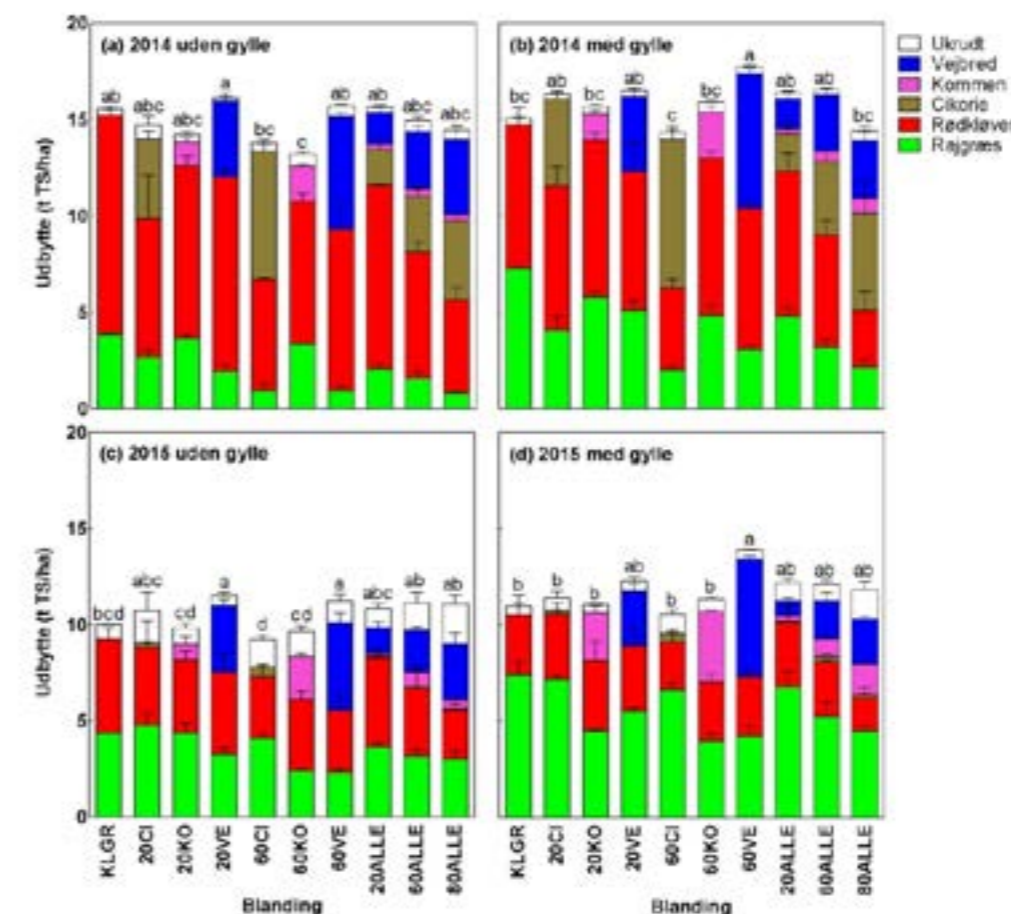 (a) 2014 uden gylle
(b) 2014 med gylle
Ukrudt
Vejbred
Kommen
Cikorie
Rødkløver
Rajgræs
Udbytte (t TS/ha)
20
15
10
5
0
ab
abc
abc
a
bc
c
ab
ab
abc
abc
bc
ab
abc
ab
c
bc
a
ab
ab
bc
(c) 2015 uden gylle
(d) 2015 med gylle
Udbytte (t TS/ha)
20
15
10
5
0
bcd
abc
cd
a
d
cd
a
abc
ab
ab
b
b
b
ab
b
b
a
ab
ab
ab
KLGR
20CI
20KO
20VE
60CI
60KO
60VE
20ALLE
60ALLE
80ALLE
KLGR
20CI
20KO
20VE
60CI
60KO
60VE
20ALLE
60ALLE
80ALLE
Blanding
Blanding